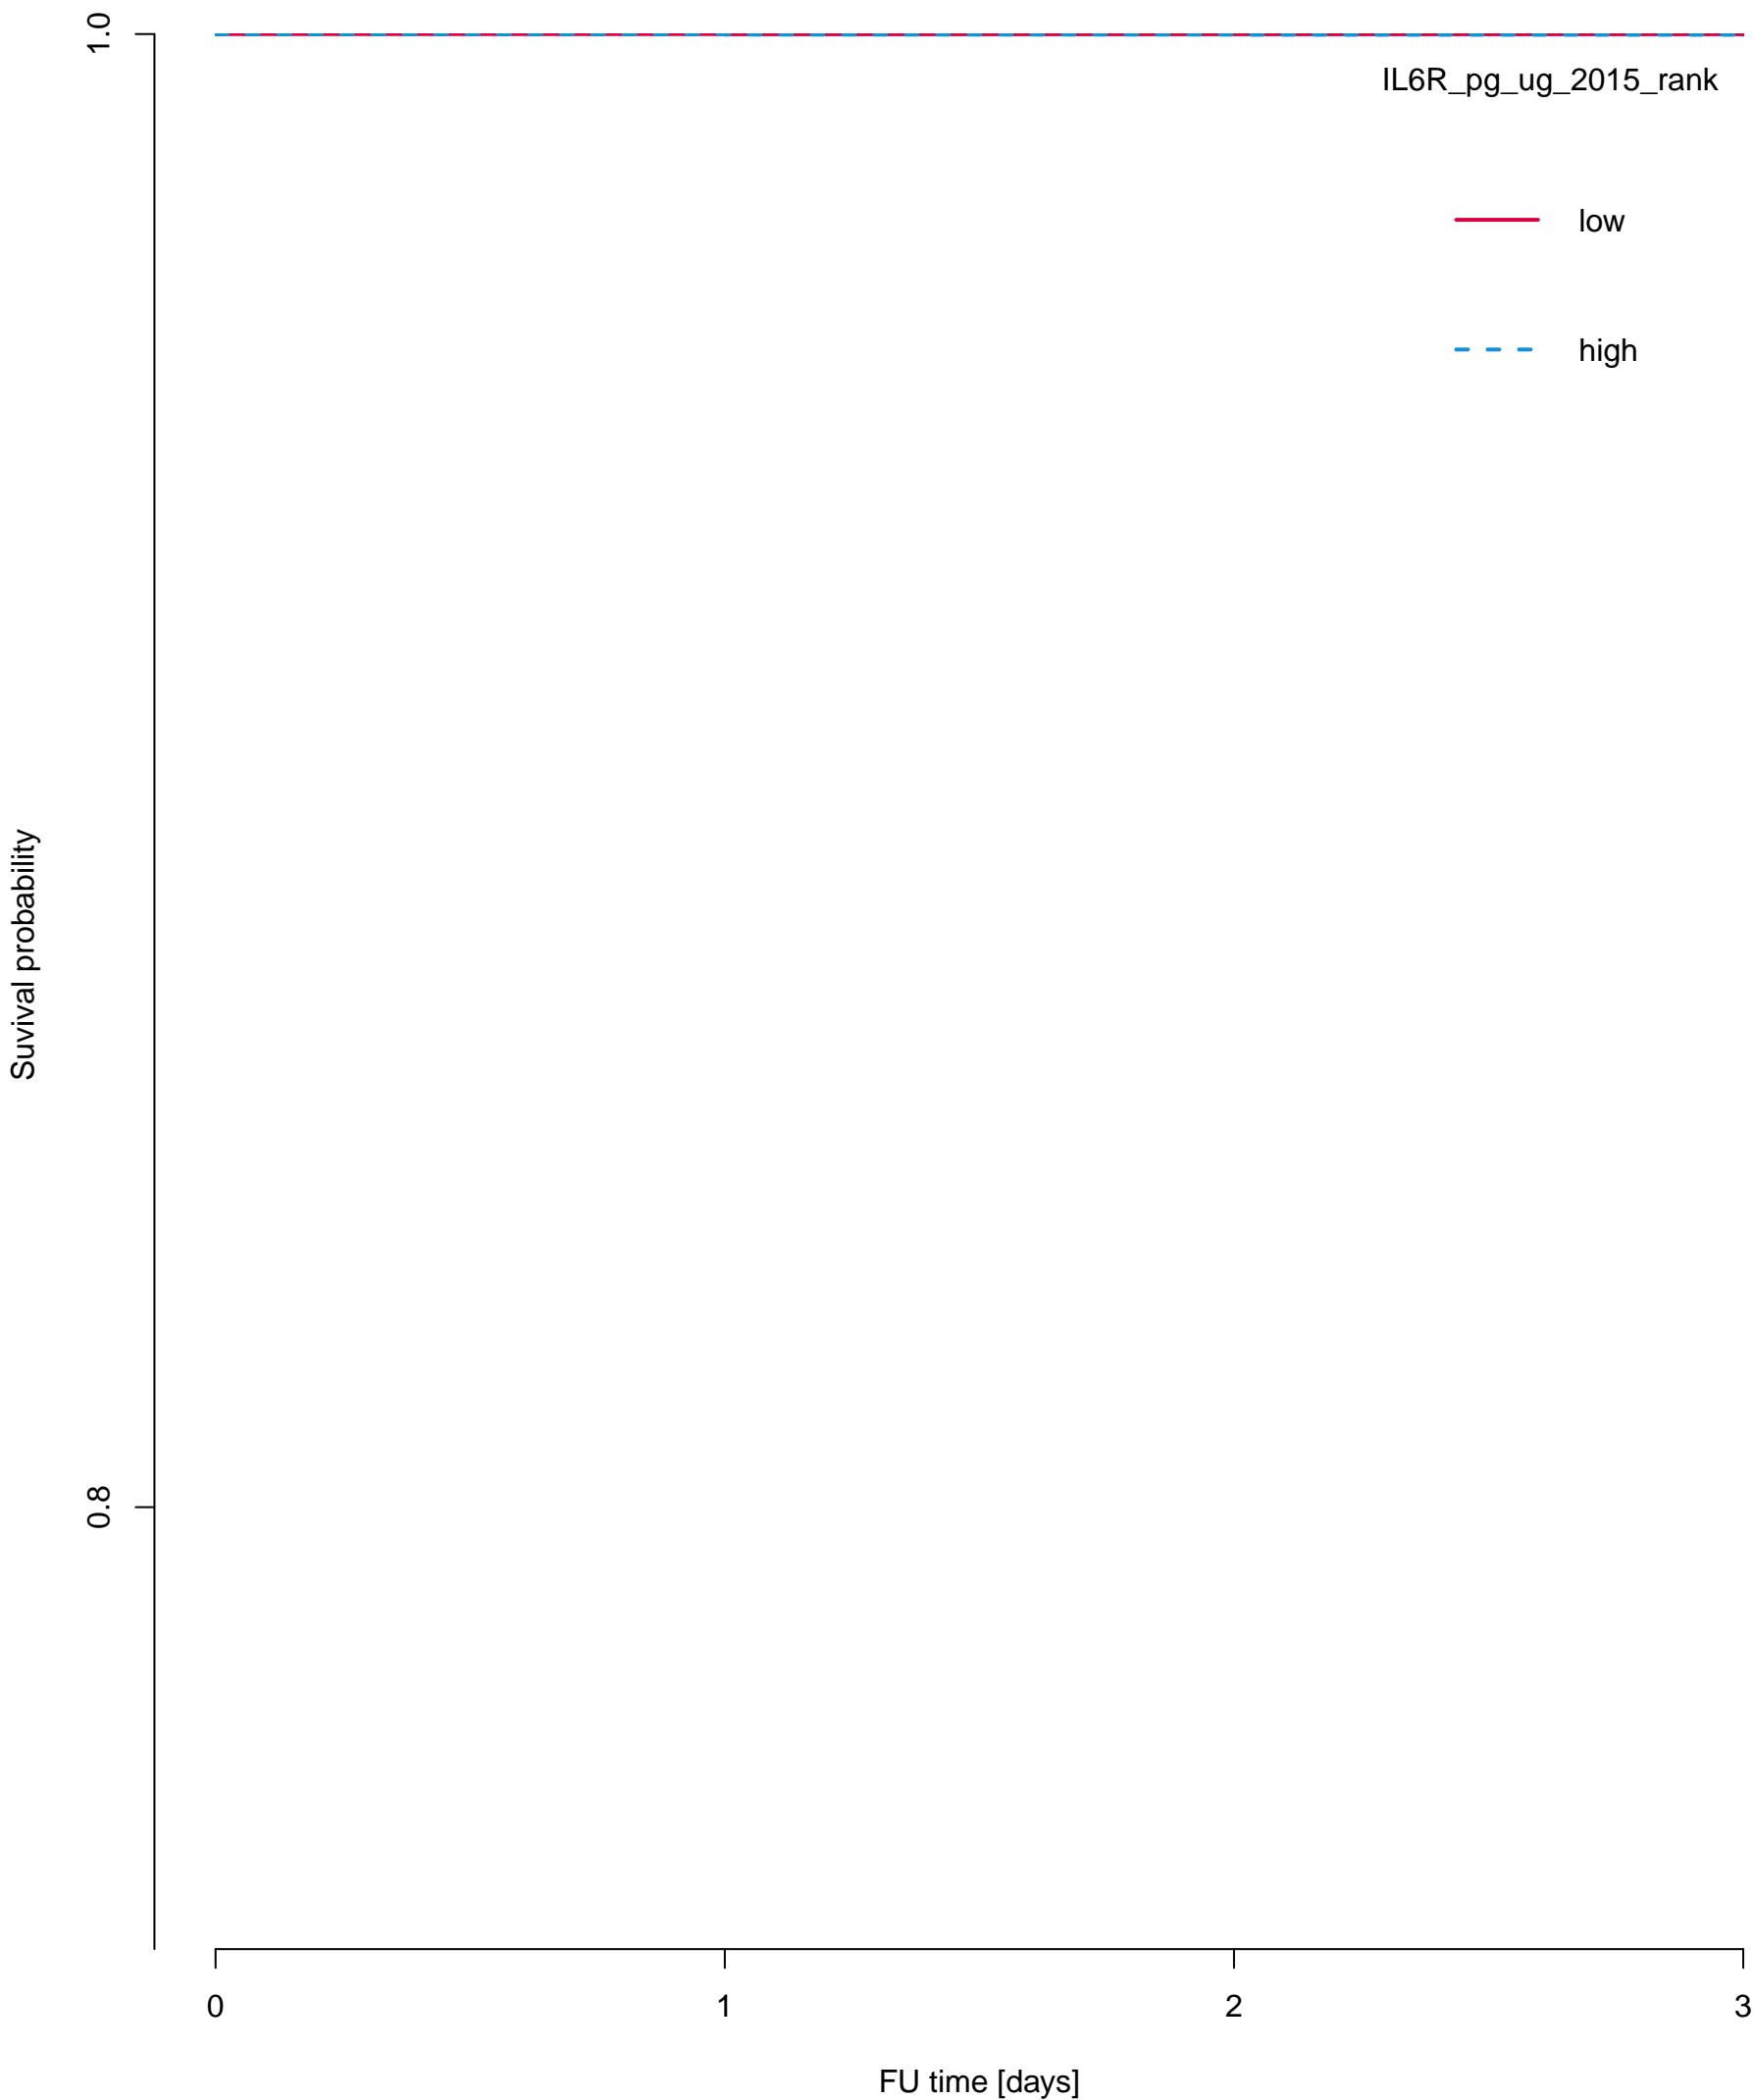 1.0
IL6R_pg_ug_2015_rank
low
high
Suvival probability
0.8
0 1 2 3
FU time [days]